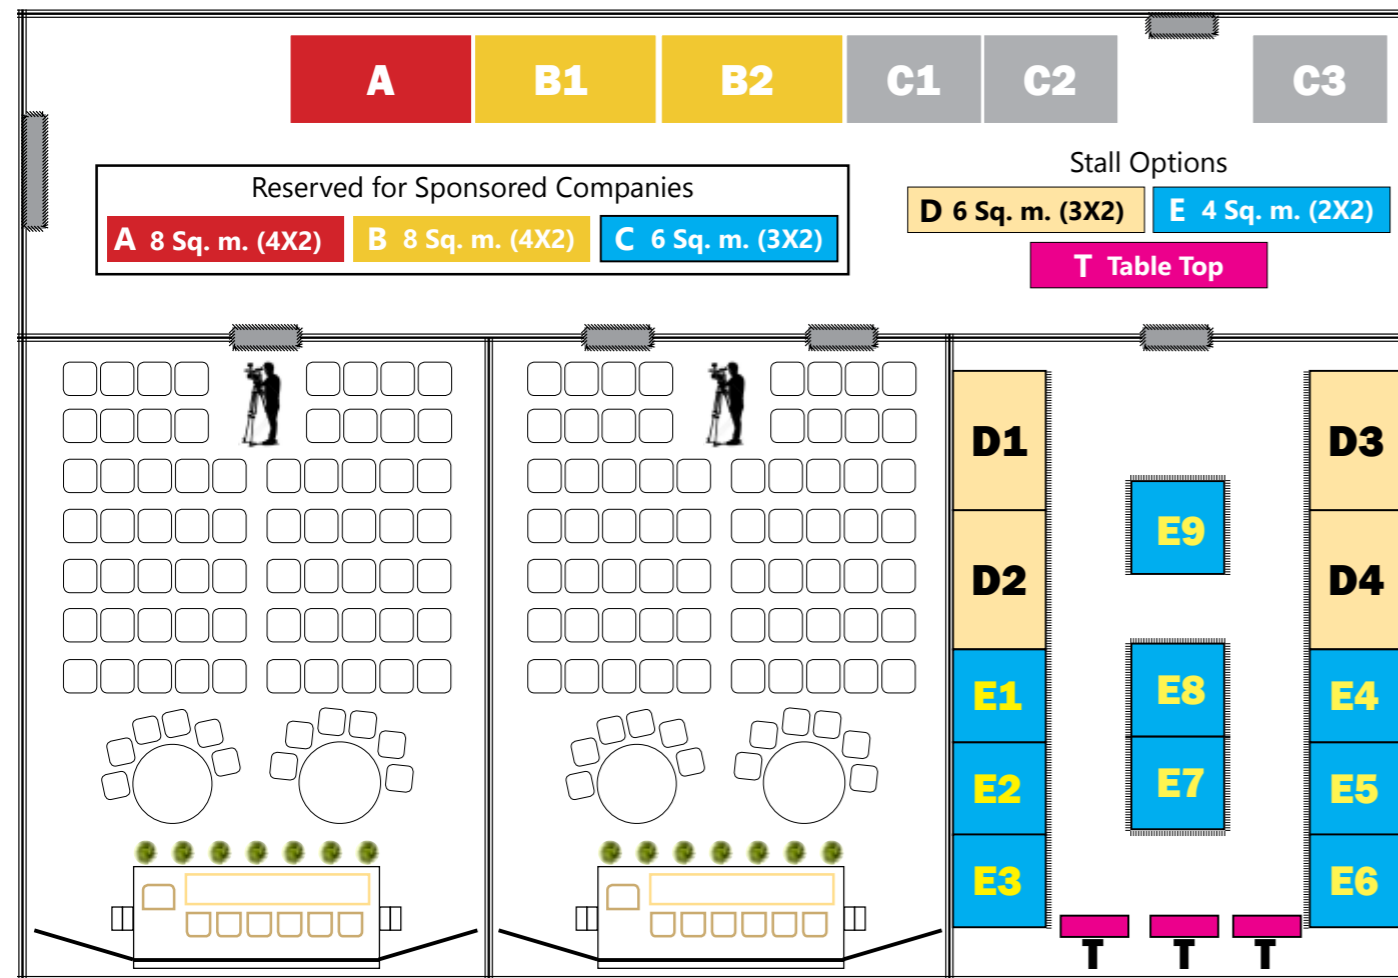 A B1 B2 C1 C2 C3
Reserved for Sponsored Companies
A 8 Sq. m. (4X2) B 8 Sq. m. (4X2) C 6 Sq. m. (3X2)
Stall Options
D 6 Sq. m. (3X2) E 4 Sq. m. (2X2)
T Table Top
D1 D3
E9
D2 D4
E1 E8 E4
E2 E7 E5
E3 E6
T T T